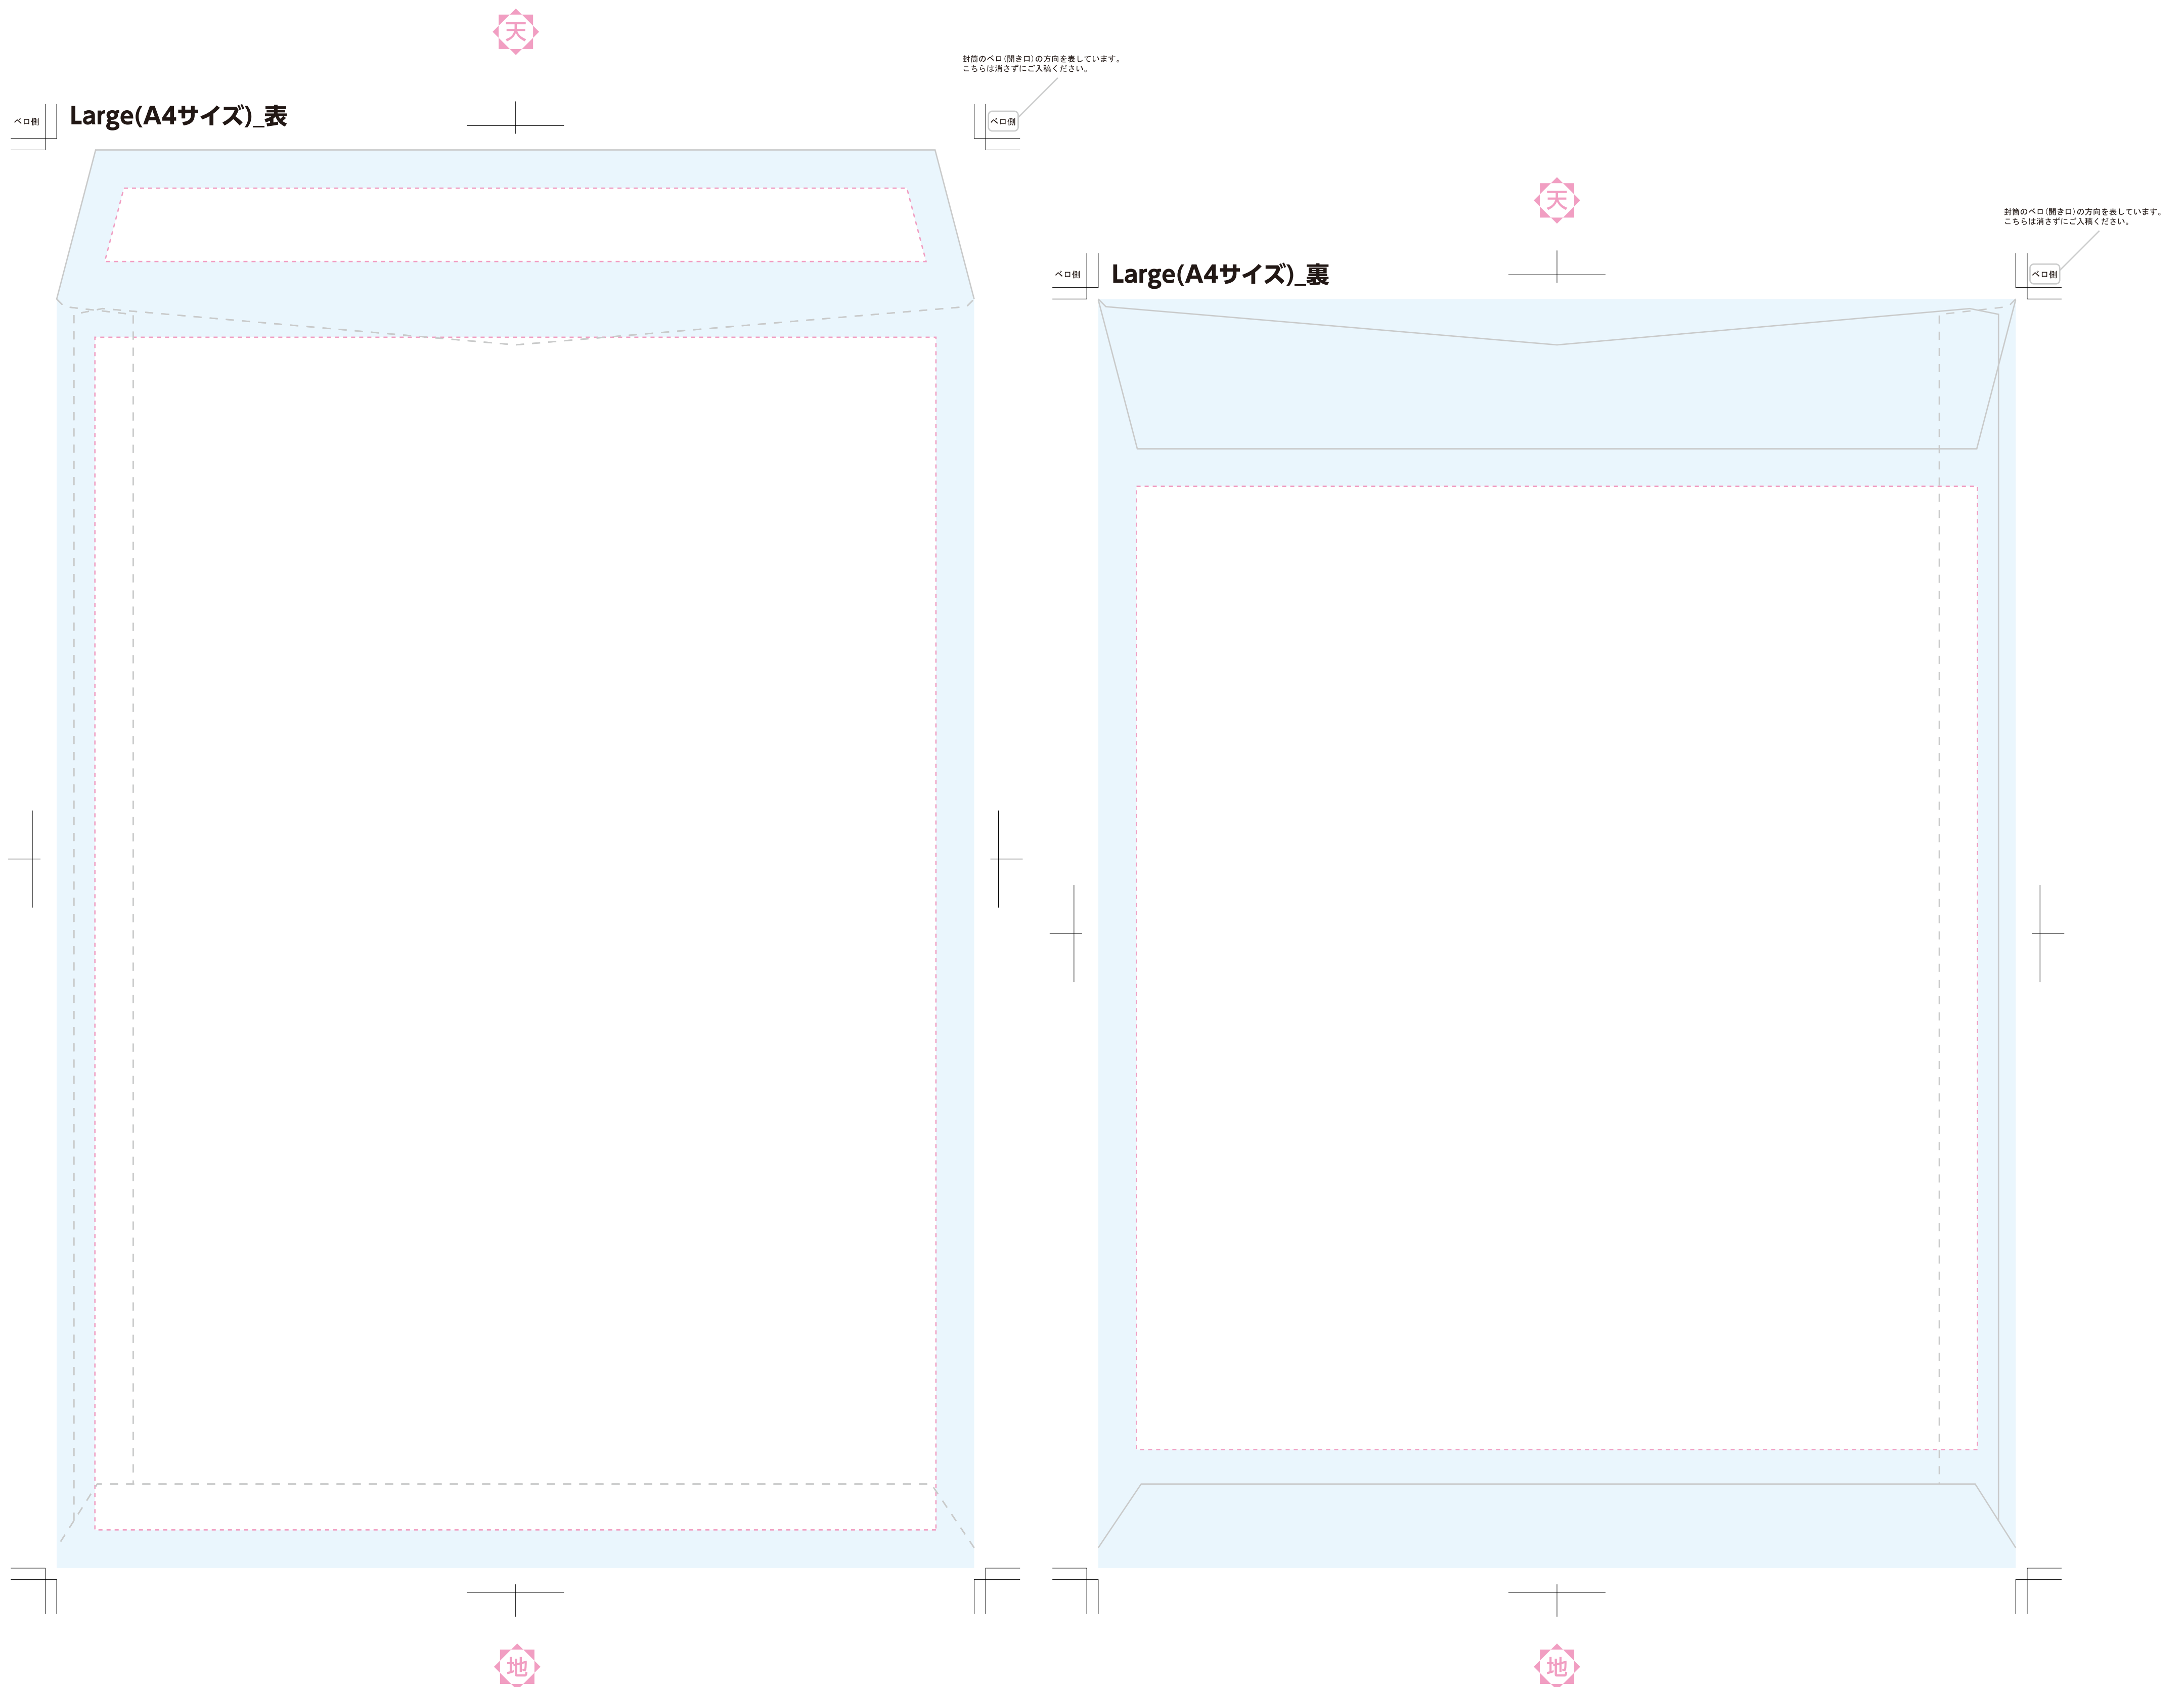 天
封筒のベロ(開き口)の方向を表しています。
こちらは消さずにご入稿ください。
ベロ側
Large(A4サイズ)_表
ベロ側
天
封筒のベロ(開き口)の方向を表しています。
こちらは消さずにご入稿ください。
ベロ側
Large(A4サイズ)_裏
ベロ側
地
地